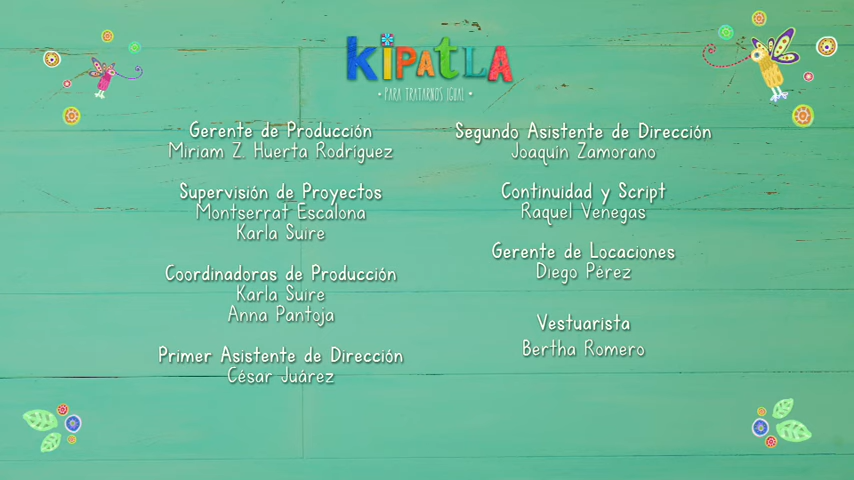 KIPATLA
• PARA TRATARNOS IGUAL •
Gerente de Producción
Miriam Z. Huerta Rodríguez
Supervisión de Proyectos
Montserrat Escalona
Karla Suire
Coordinadoras de Producción
Karla Suire
Anna Pantoja
Primer Asistente de Dirección
César Juárez
Segundo Asistente de Dirección
Joaquín Zamorano
Continuidad y Script
Raquel Venegas
Gerente de Locaciones
Diego Pérez
Vestuarista
Bertha Romero